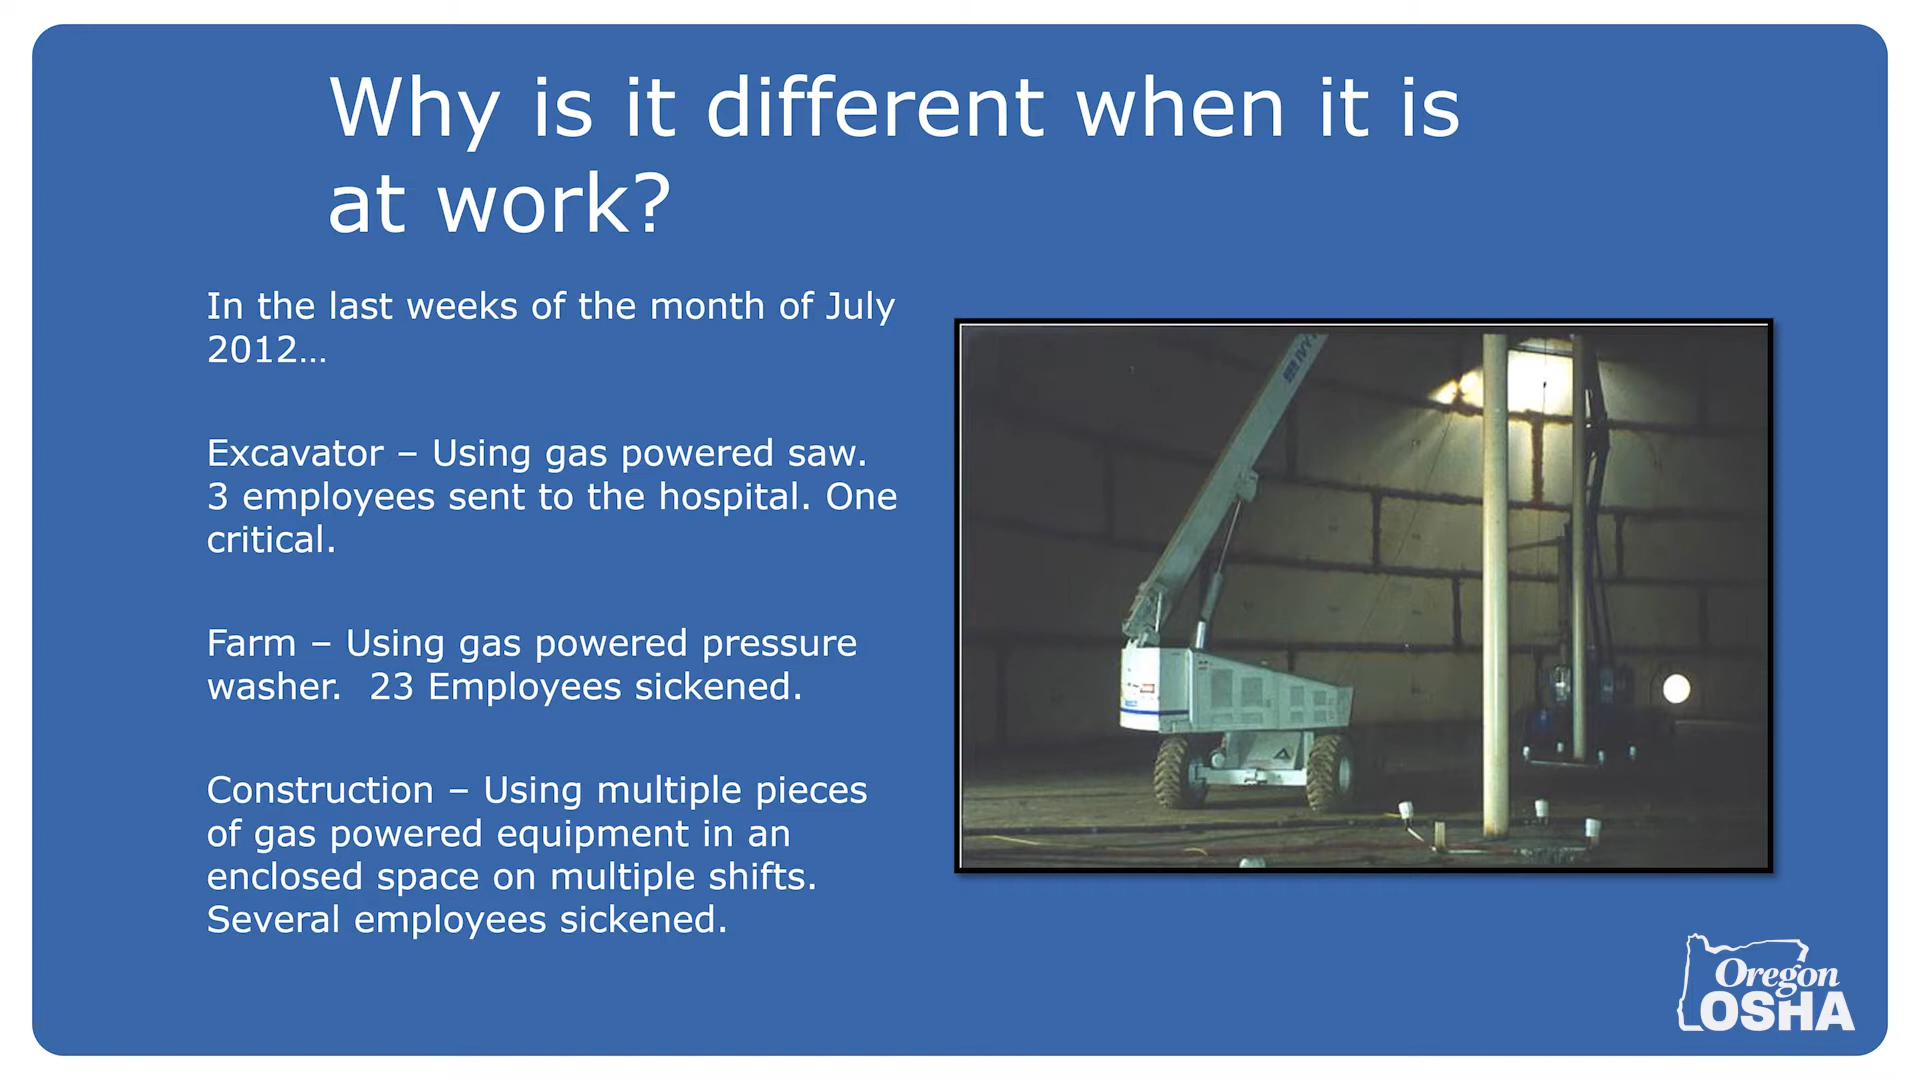 Why is it different when it is
at work?
In the last weeks of the month of July
2012…
Excavator – Using gas powered saw.
3 employees sent to the hospital. One
critical.
Farm – Using gas powered pressure
washer.  23 Employees sickened.
Construction – Using multiple pieces
of gas powered equipment in an
enclosed space on multiple shifts.
Several employees sickened.
Oregon
OSHA